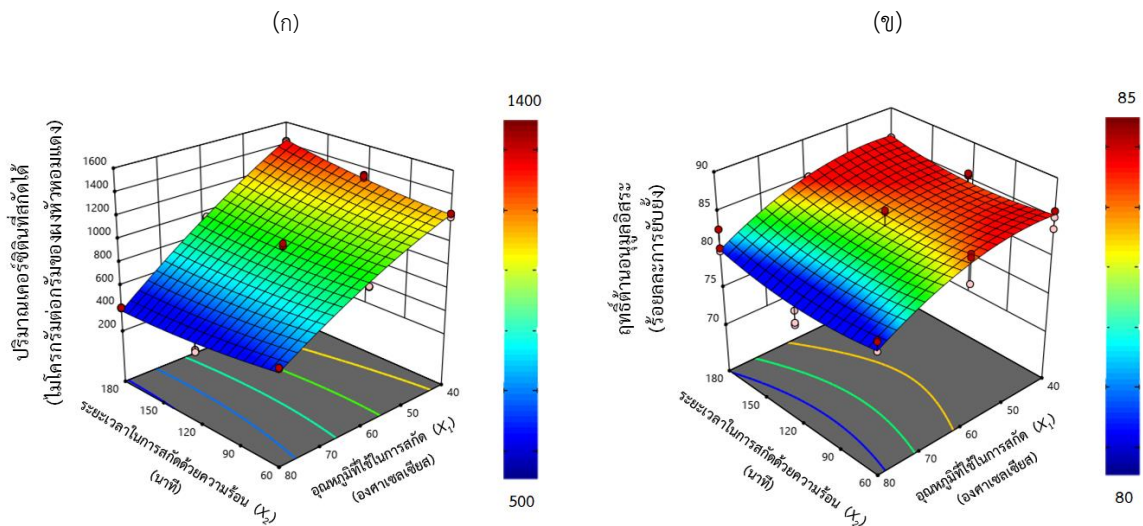 (ก)
1400
1600
1400
1200
1000
800
600
400
200
ปริมาณเคอร์ซิตินที่สกัดได้
(ไมโครกรัมต่อกรัมของผงหัวหอมแดง)
180
150
120
90
60
80
70
60
50
40
ระยะเวลาในการสกัดด้วยความร้อน (X2)
(นาที)
อุณหภูมิที่ใช้ในการสกัด (X1)
(องศาเซลเซียส)
500
(ข)
85
90
85
80
75
70
ฤทธิ์ต้านอนุมูลอิสระ
(ร้อยละการยับยั้ง)
180
150
120
90
60
80
70
60
50
40
ระยะเวลาในการสกัดด้วยความร้อน (X2)
(นาที)
อุณหภูมิที่ใช้ในการสกัด (X1)
(องศาเซลเซียส)
80